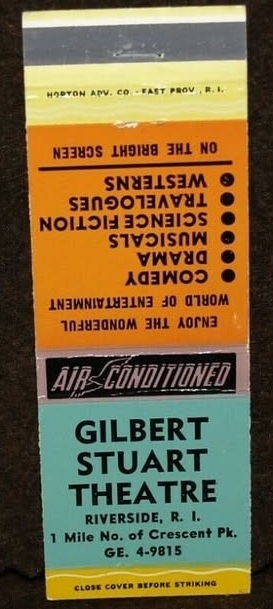 HORTON ADV. CO. - EAST PROV., R. I.
ENJOY THE WONDERFUL
WORLD OF ENTERTAINMENT
● COMEDY
● DRAMA
● MUSICALS
● SCIENCE FICTION
● TRAVELOGUES
● WESTERNS
ON THE BRIGHT SCREEN
AIR CONDITIONED
GILBERT
STUART
THEATRE
RIVERSIDE, R. I.
1 Mile No. of Crescent Pk.
GE. 4-9815
CLOSE COVER BEFORE STRIKING